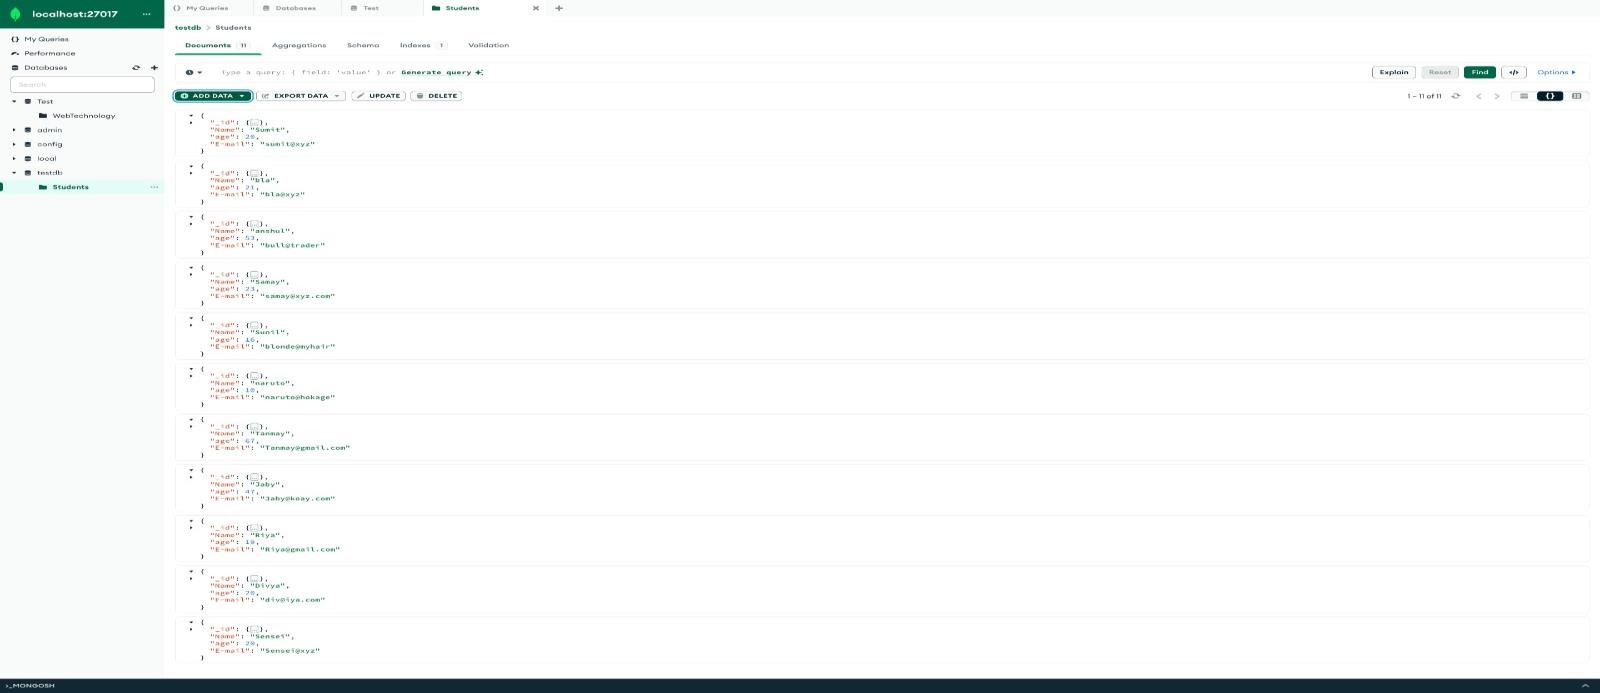 localhost:27017 ...
{} My Queries
Databases
Test
Students
testdb > Students
My Queries
Performance
Databases
Search
Test
WebTechnology
admin
config
local
testdb
Students ...
Documents 11
Aggregations
Schema
Indexes 1
Validation
Type a query: { field: 'value' } or Generate query
Explain
Reset
Find
</>
Options
ADD DATA
EXPORT DATA
UPDATE
DELETE
1 – 11 of 11
{}
{
"_id": {...},
"Name": "Sumit",
"age": 20,
"E-mail": "sumit@xyz"
}
{
"_id": {...},
"Name": "bla",
"age": 21,
"E-mail": "bla@xyz"
}
{
"_id": {...},
"Name": "anshul",
"age": 53,
"E-mail": "bull@trader"
}
{
"_id": {...},
"Name": "Samay",
"age": 23,
"E-mail": "samay@xyz.com"
}
{
"_id": {...},
"Name": "Sunil",
"age": 16,
"E-mail": "blonde@myhair"
}
{
"_id": {...},
"Name": "naruto",
"age":
"E-mail": "naruto@hokage"
}
{
"_id": {...},
"Name": "Tanmay",
"age": 67,
"E-mail": "Tanmay@gmail.com"
}
{
"_id": {...},
"Name": "Jaby",
"age": 47,
"E-mail": "Jaby@koay.com"
}
{
"_id": {...},
"Name": "Riya",
"age":
"E-mail": "Riya@gmail.com"
}
{
"_id": {...},
"Name": "Divya",
"age": 20,
"E-mail": "div@iya.com"
}
{
"_id": {...},
"Name": "Sensei",
"age": 20,
"E-mail": "Sensei@xyz"
}
>_MONGOSH